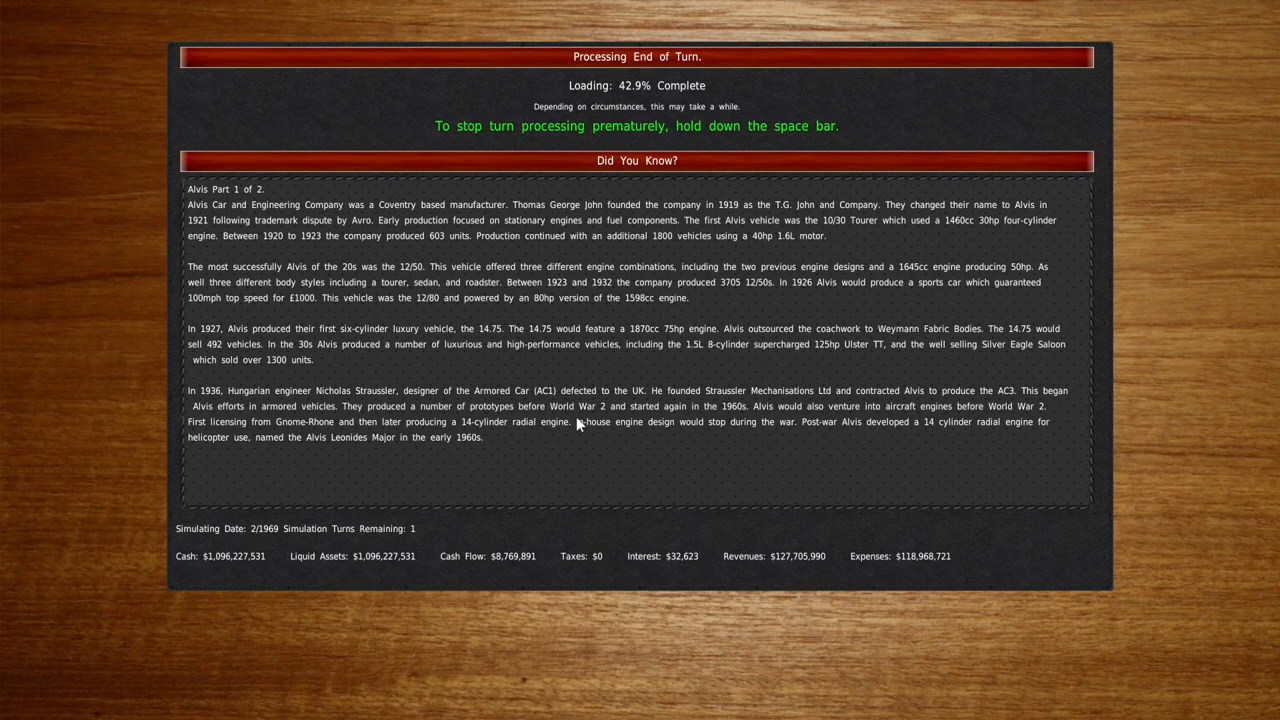 Processing End of Turn.
Loading: 42.9% Complete
Depending on circumstances, this may take a while.
To stop turn processing prematurely, hold down the space bar.
Did You Know?
Alvis Part 1 of 2.
Alvis Car and Engineering Company was a Coventry based manufacturer. Thomas George John founded the company in 1919 as the T.G. John and Company. They changed their name to Alvis in
1921 following trademark dispute by Avro. Early production focused on stationary engines and fuel components. The first Alvis vehicle was the 10/30 Tourer which used a 1460cc 30hp four-cylinder
engine. Between 1920 to 1923 the company produced 603 units. Production continued with an additional 1800 vehicles using a 40hp 1.6L motor.
The most successfully Alvis of the 20s was the 12/50. This vehicle offered three different engine combinations, including the two previous engine designs and a 1645cc engine producing 50hp. As
well three different body styles including a tourer, sedan, and roadster. Between 1923 and 1932 the company produced 3705 12/50s. In 1926 Alvis would produce a sports car which guaranteed
100mph top speed for £1000. This vehicle was the 12/80 and powered by an 80hp version of the 1598cc engine.
In 1927, Alvis produced their first six-cylinder luxury vehicle, the 14.75. The 14.75 would feature a 1870cc 75hp engine. Alvis outsourced the coachwork to Weymann Fabric Bodies. The 14.75 would
sell 492 vehicles. In the 30s Alvis produced a number of luxurious and high-performance vehicles, including the 1.5L 8-cylinder supercharged 125hp Ulster TT, and the well selling Silver Eagle Saloon
which sold over 1300 units.
In 1936, Hungarian engineer Nicholas Straussler, designer of the Armored Car (AC1) defected to the UK. He founded Straussler Mechanisations Ltd and contracted Alvis to produce the AC3. This began
Alvis efforts in armored vehicles. They produced a number of prototypes before World War 2 and started again in the 1960s. Alvis would also venture into aircraft engines before World War 2.
First licensing from Gnome-Rhone and then later producing a 14-cylinder radial engine. In-house engine design would stop during the war. Post-war Alvis developed a 14 cylinder radial engine for
helicopter use, named the Alvis Leonides Major in the early 1960s.
Simulating Date: 2/1969 Simulation Turns Remaining: 1
Cash: $1,096,227,531 Liquid Assets: $1,096,227,531 Cash Flow: $8,769,891 Taxes: $0 Interest: $32,623 Revenues: $127,705,990 Expenses: $118,968,721